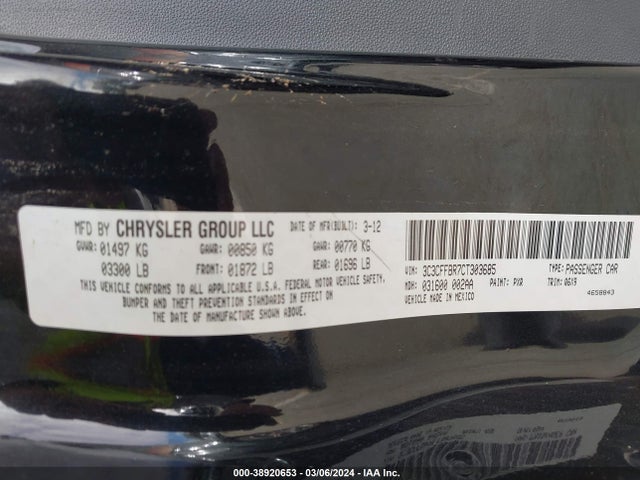 MFD BY CHRYSLER GROUP LLC DATE OF MFR(BUILT): 3-12
GVWR: 01497 KG GAWR: 00850 KG GAWR: 00770 KG
03300 LB FRONT: 01872 LB REAR: 01696 LB
THIS VEHICLE CONFORMS TO ALL APPLICABLE U.S.A. FEDERAL MOTOR VEHICLE SAFETY,
BUMPER AND THEFT PREVENTION STANDARDS IN EFFECT ON
THE DATE OF MANUFACTURE SHOWN ABOVE.
VIN: 3C3CFFBR7CT303685 TYPE: PASSENGER CAR
MDH: 031600 002AA PAINT: PXR TRIM: O6X9
VEHICLE MADE IN MEXICO 4658843
000-38920653 - 03/06/2024 - IAA Inc.